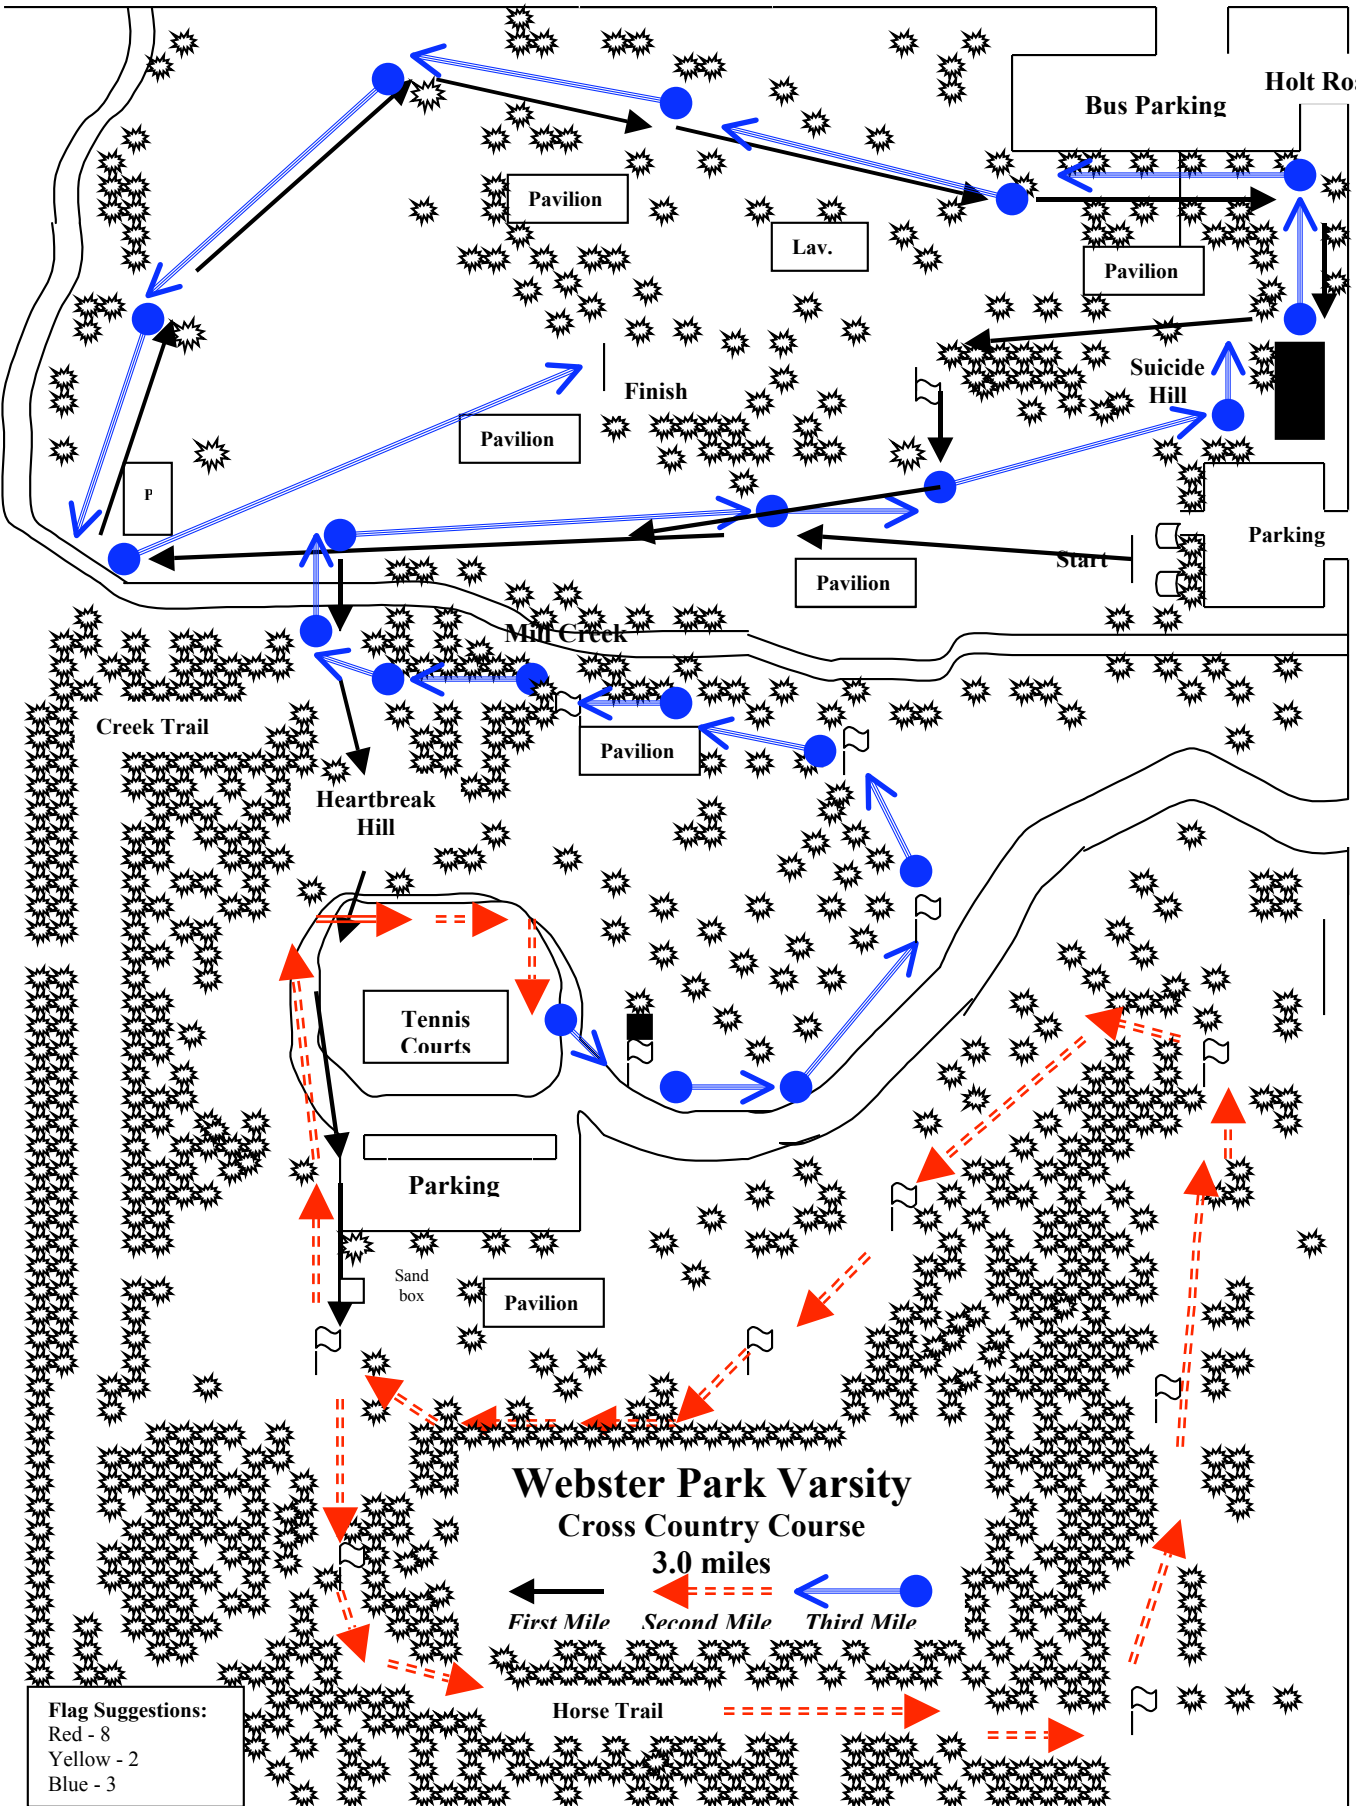 Holt Ro
Bus Parking
Pavilion
Lav.
Pavilion
Suicide
Hill
Finish
Pavilion
P
Parking
Start
Pavilion
Mill Creek
Creek Trail
Pavilion
Heartbreak
Hill
Tennis
Courts
Parking
Sand
box
Pavilion
Webster Park Varsity
Cross Country Course
3.0 miles
First Mile
Second Mile
Third Mile
Horse Trail
Flag Suggestions:
Red - 8
Yellow - 2
Blue - 3